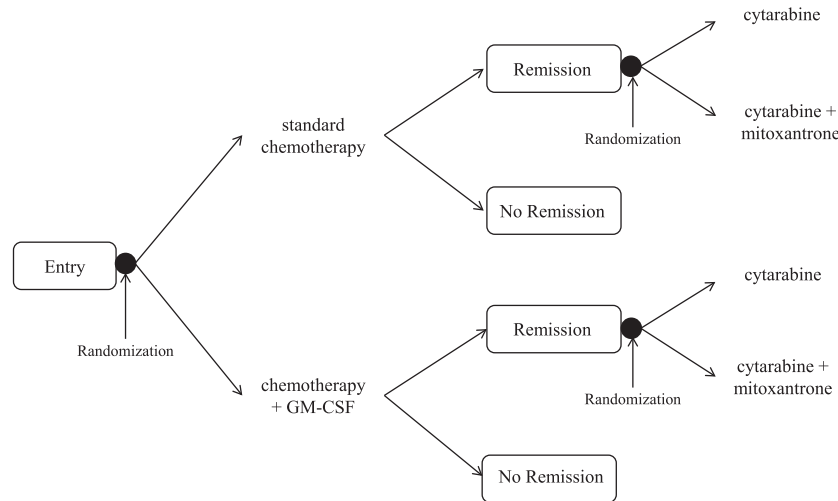 cytarabine
Remission
cytarabine +
mitoxantrone
Randomization
standard
chemotherapy
No Remission
Entry
Randomization
cytarabine
Remission
cytarabine +
mitoxantrone
Randomization
chemotherapy
+ GM-CSF
No Remission